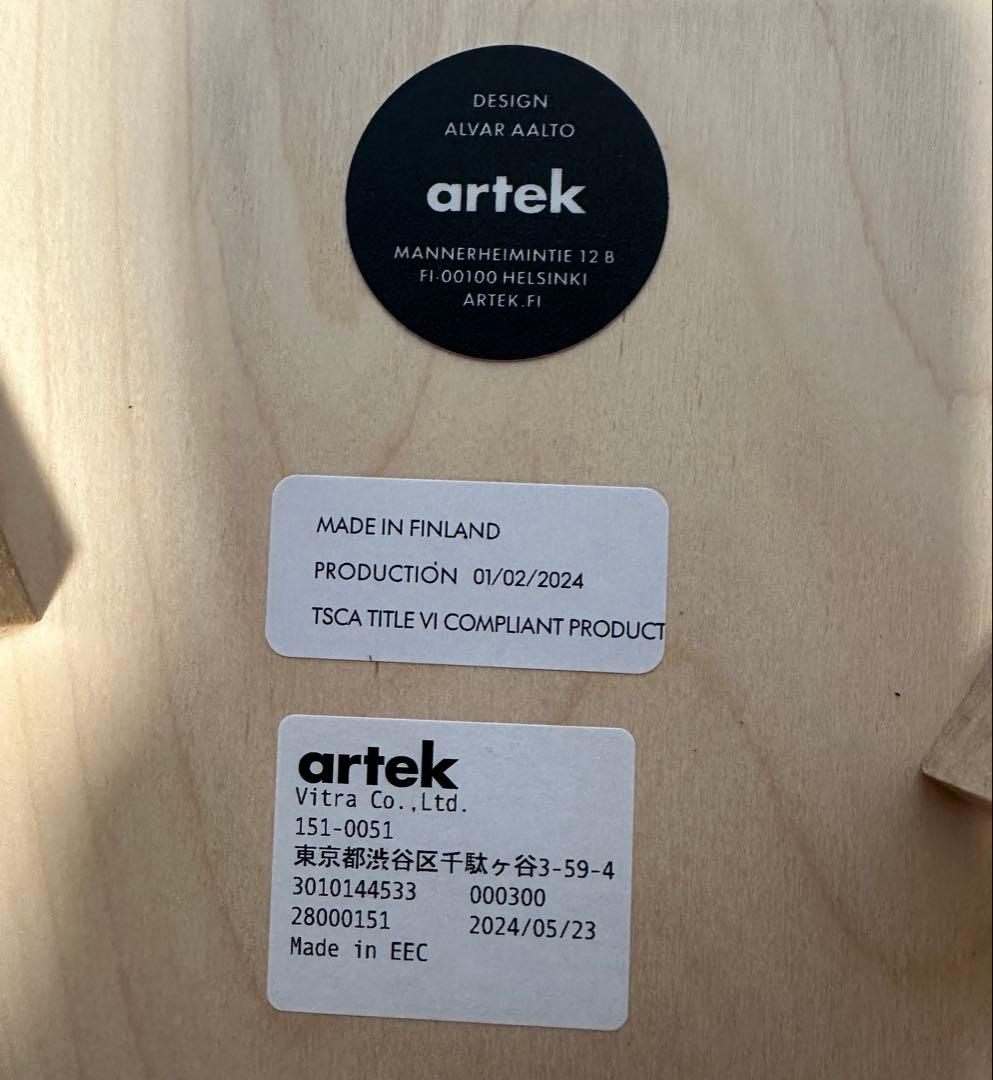 DESIGN
ALVAR AALTO
artek
MANNERHEIMINTIE 12 B
FI-00100 HELSINKI
ARTEK.FI
MADE IN FINLAND
PRODUCTION 01/02/2024
TSCA TITLE VI COMPLIANT PRODUCT
artek
Vitra Co.,Ltd.
151-0051
東京都渋谷区千駄ヶ谷3-59-4
3010144533 000300
28000151 2024/05/23
Made in EEC